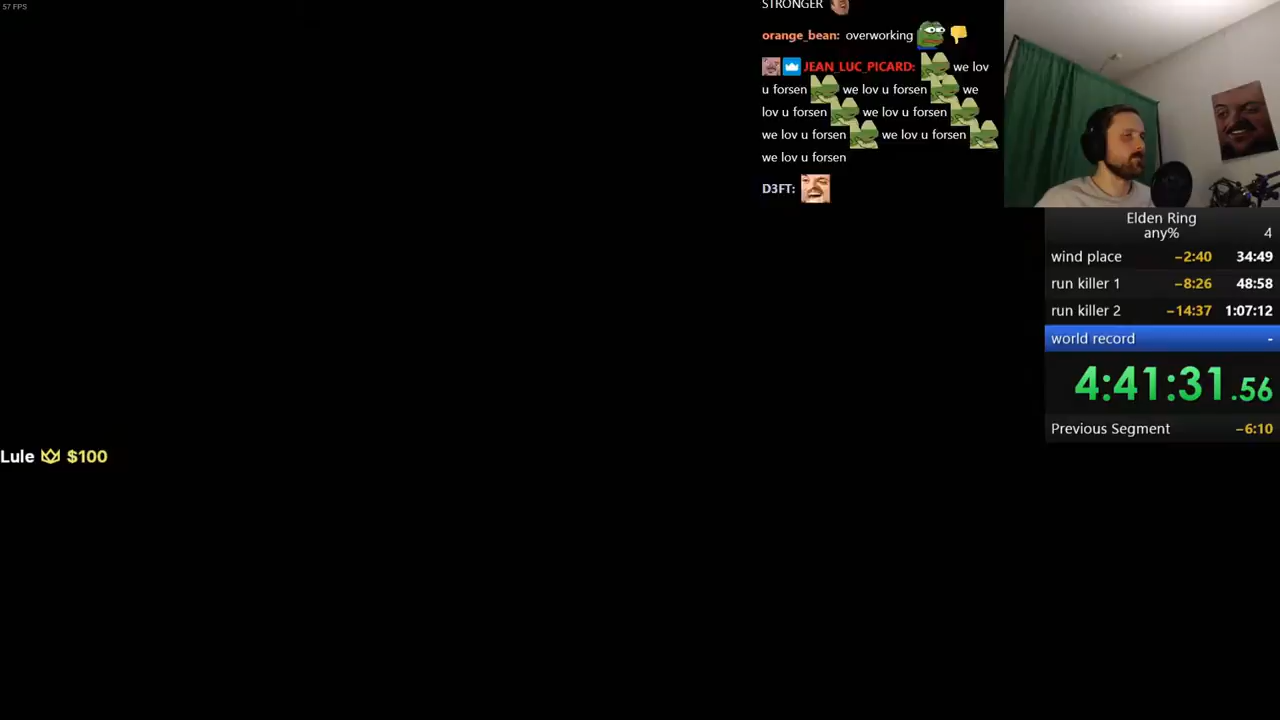 57 FPS
STRONGER
orange_bean: overworking
JEAN_LUC_PICARD: we lov
u forsen we lov u forsen we
lov u forsen we lov u forsen
we lov u forsen we lov u forsen
we lov u forsen
D3FT:
Elden Ring
any% 4
wind place −2:40 34:49
run killer 1 −8:26 48:58
run killer 2 −14:37 1:07:12
world record -
4:41:31.56
Previous Segment −6:10
Lule $100